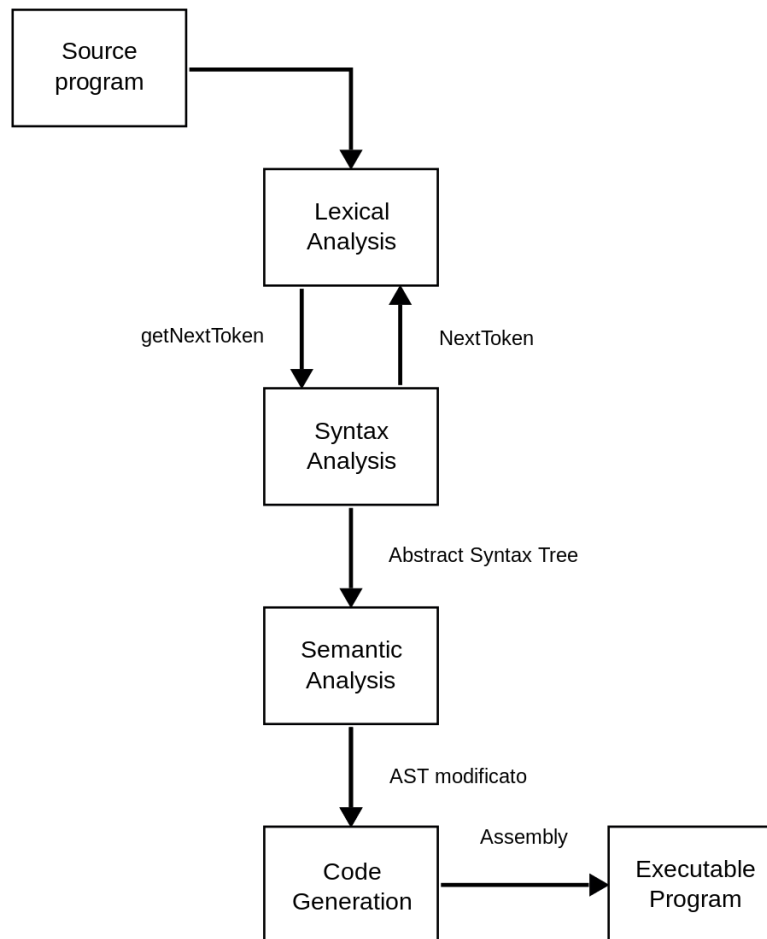 Source
program
Lexical
Analysis
getNextToken
NextToken
Syntax
Analysis
Abstract Syntax Tree
Semantic
Analysis
AST modificato
Code
Generation
Assembly
Executable
Program